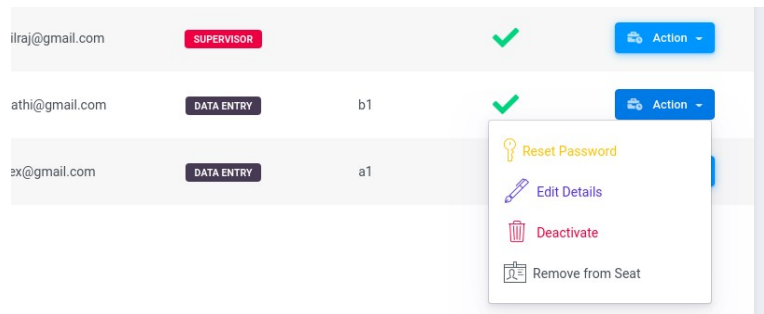 ilraj@gmail.com SUPERVISOR Action
athi@gmail.com DATA ENTRY b1 Action
ex@gmail.com DATA ENTRY a1
Reset Password
Edit Details
Deactivate
Remove from Seat